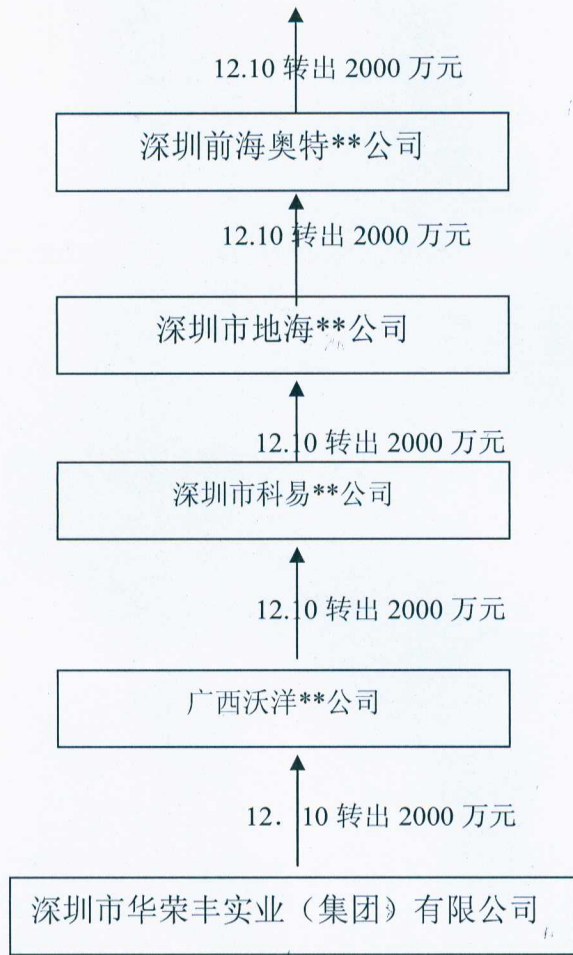 12.10 转出 2000 万元
深圳前海奥特**公司
12.10 转出 2000 万元
深圳市地海**公司
12.10 转出 2000 万元
深圳市科易**公司
12.10 转出 2000 万元
广西沃洋**公司
12. 10 转出 2000 万元
深圳市华荣丰实业（集团）有限公司